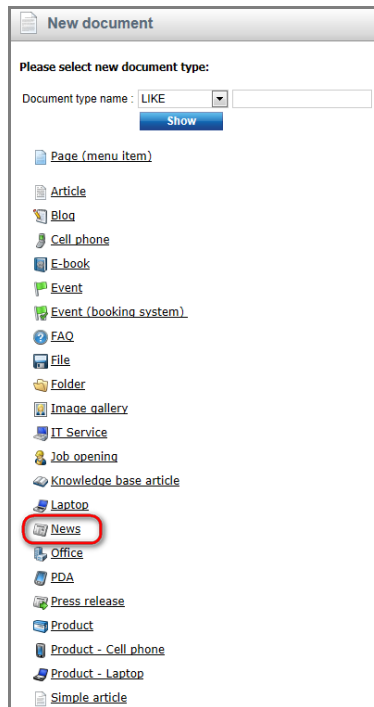 New document
Please select new document type:
Document type name : LIKE
Show
Page (menu item)
Article
Blog
Cell phone
E-book
Event
Event (booking system)
FAQ
File
Folder
Image gallery
IT Service
Job opening
Knowledge base article
Laptop
News
Office
PDA
Press release
Product
Product - Cell phone
Product - Laptop
Simple article